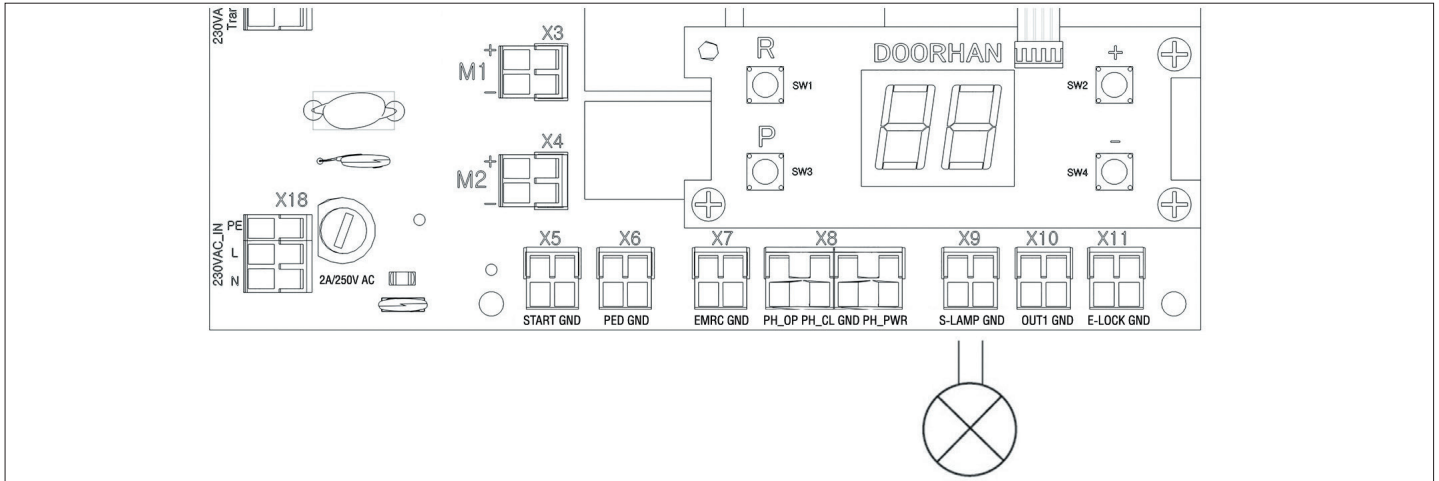 230VA
Tran
X3
+
M1
-
X4
+
M2
-
R
DOORHAN
+
SW1
SW2
P
-
SW3
SW4
X18
230VAC_IN
PE
L
N
2A/250V AC
X5 X6 X7 X8 X9 X10 X11
START GND PED GND EMRC GND PH_OP PH_CL GND PH_PWR S-LAMP GND OUT1 GND E-LOCK GND